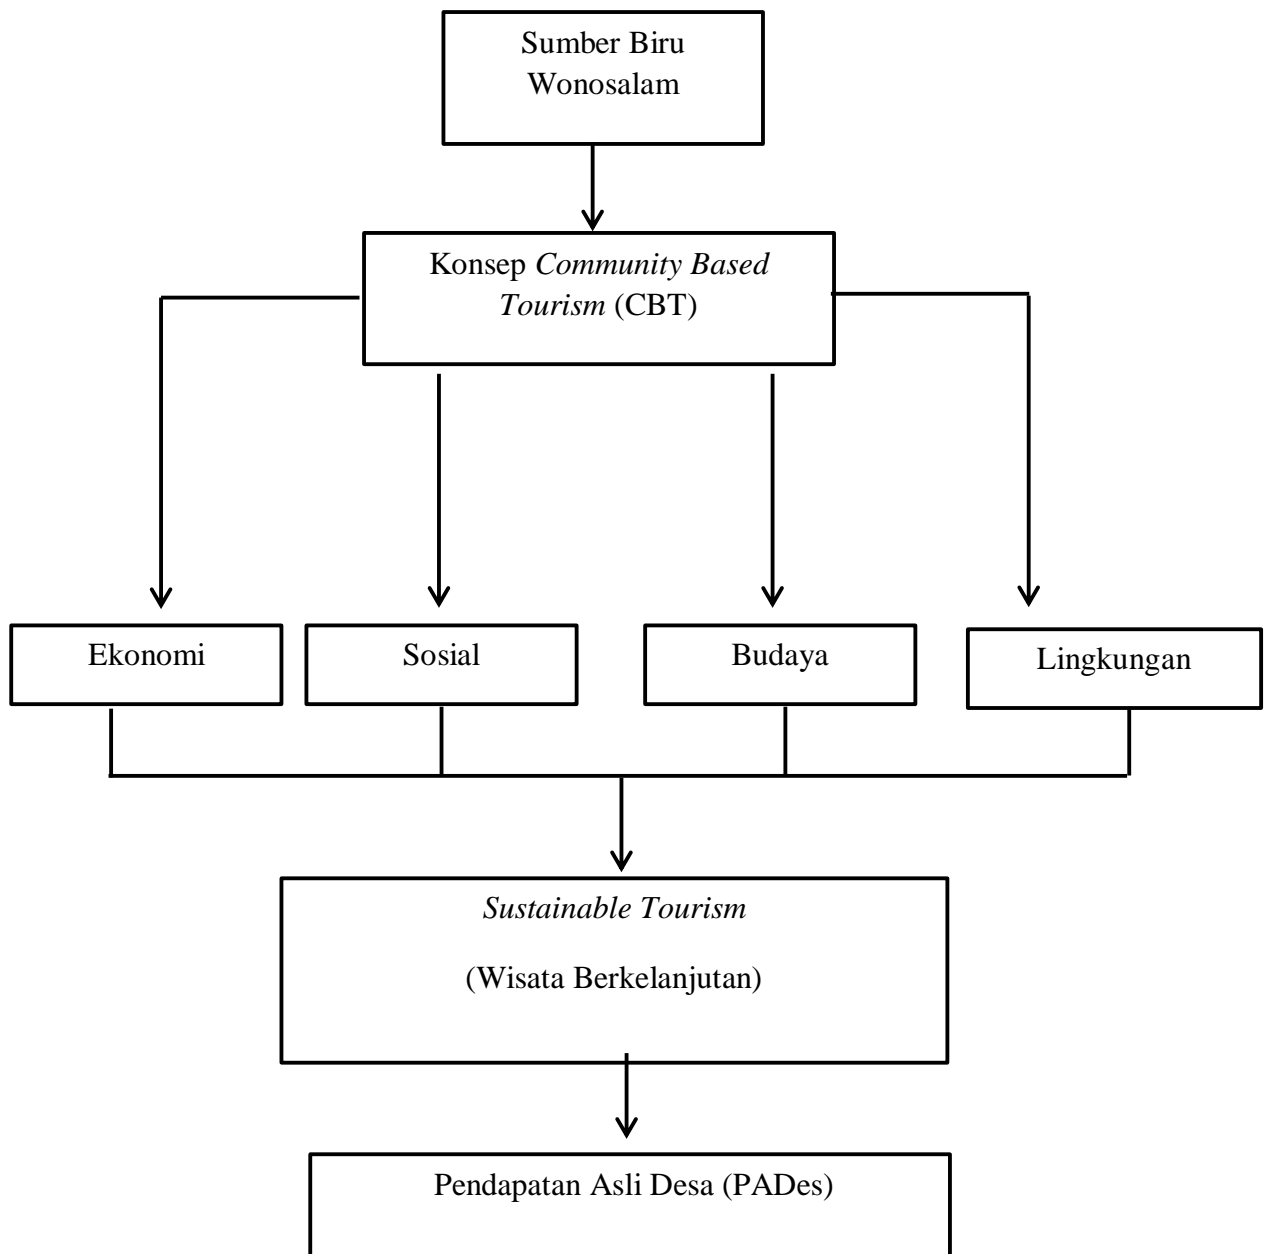 Sumber Biru
Wonosalam
Konsep Community Based
Tourism (CBT)
Ekonomi
Sosial
Budaya
Lingkungan
Sustainable Tourism
(Wisata Berkelanjutan)
Pendapatan Asli Desa (PADes)